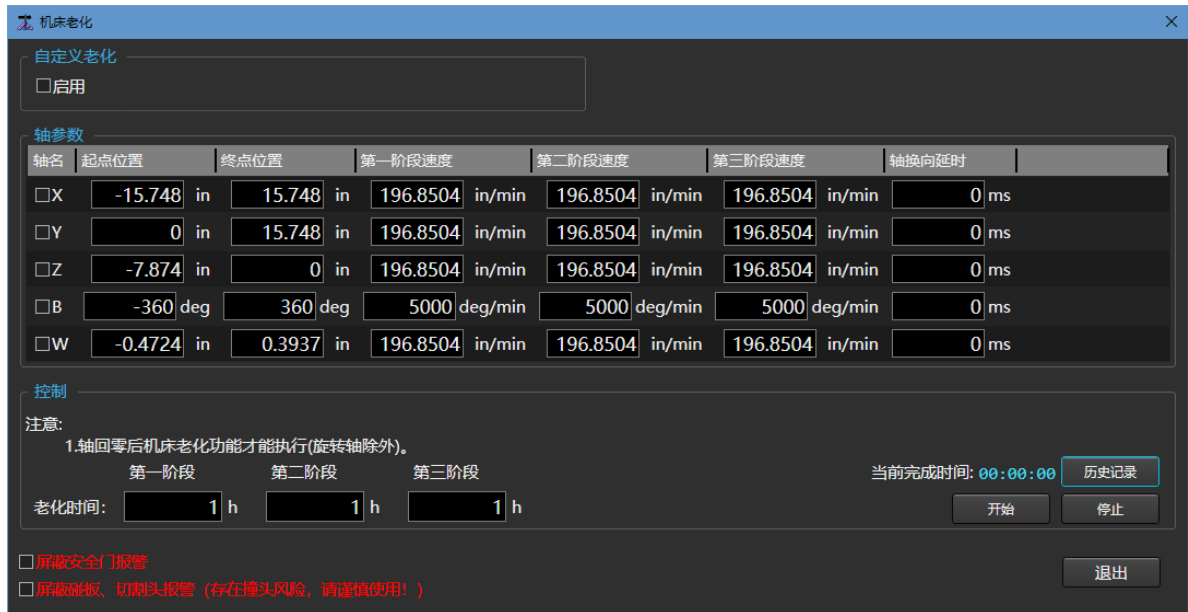 机床老化
自定义老化
启用
轴参数
轴名 起点位置 终点位置 第一阶段速度 第二阶段速度 第三阶段速度 轴换向延时
X -15.748 in 15.748 in 196.8504 in/min 196.8504 in/min 196.8504 in/min 0 ms
Y 0 in 15.748 in 196.8504 in/min 196.8504 in/min 196.8504 in/min 0 ms
Z -7.874 in 0 in 196.8504 in/min 196.8504 in/min 196.8504 in/min 0 ms
B -360 deg 360 deg 5000 deg/min 5000 deg/min 5000 deg/min 0 ms
W -0.4724 in 0.3937 in 196.8504 in/min 196.8504 in/min 196.8504 in/min 0 ms
控制
注意:
1.轴回零后机床老化功能才能执行(旋转轴除外)。
第一阶段 第二阶段 第三阶段
当前完成时间: 00:00:00 历史记录
老化时间: 1 h 1 h 1 h
开始 停止
屏蔽安全门报警
屏蔽碰板、切割头报警 (存在撞头风险, 请谨慎使用! )
退出